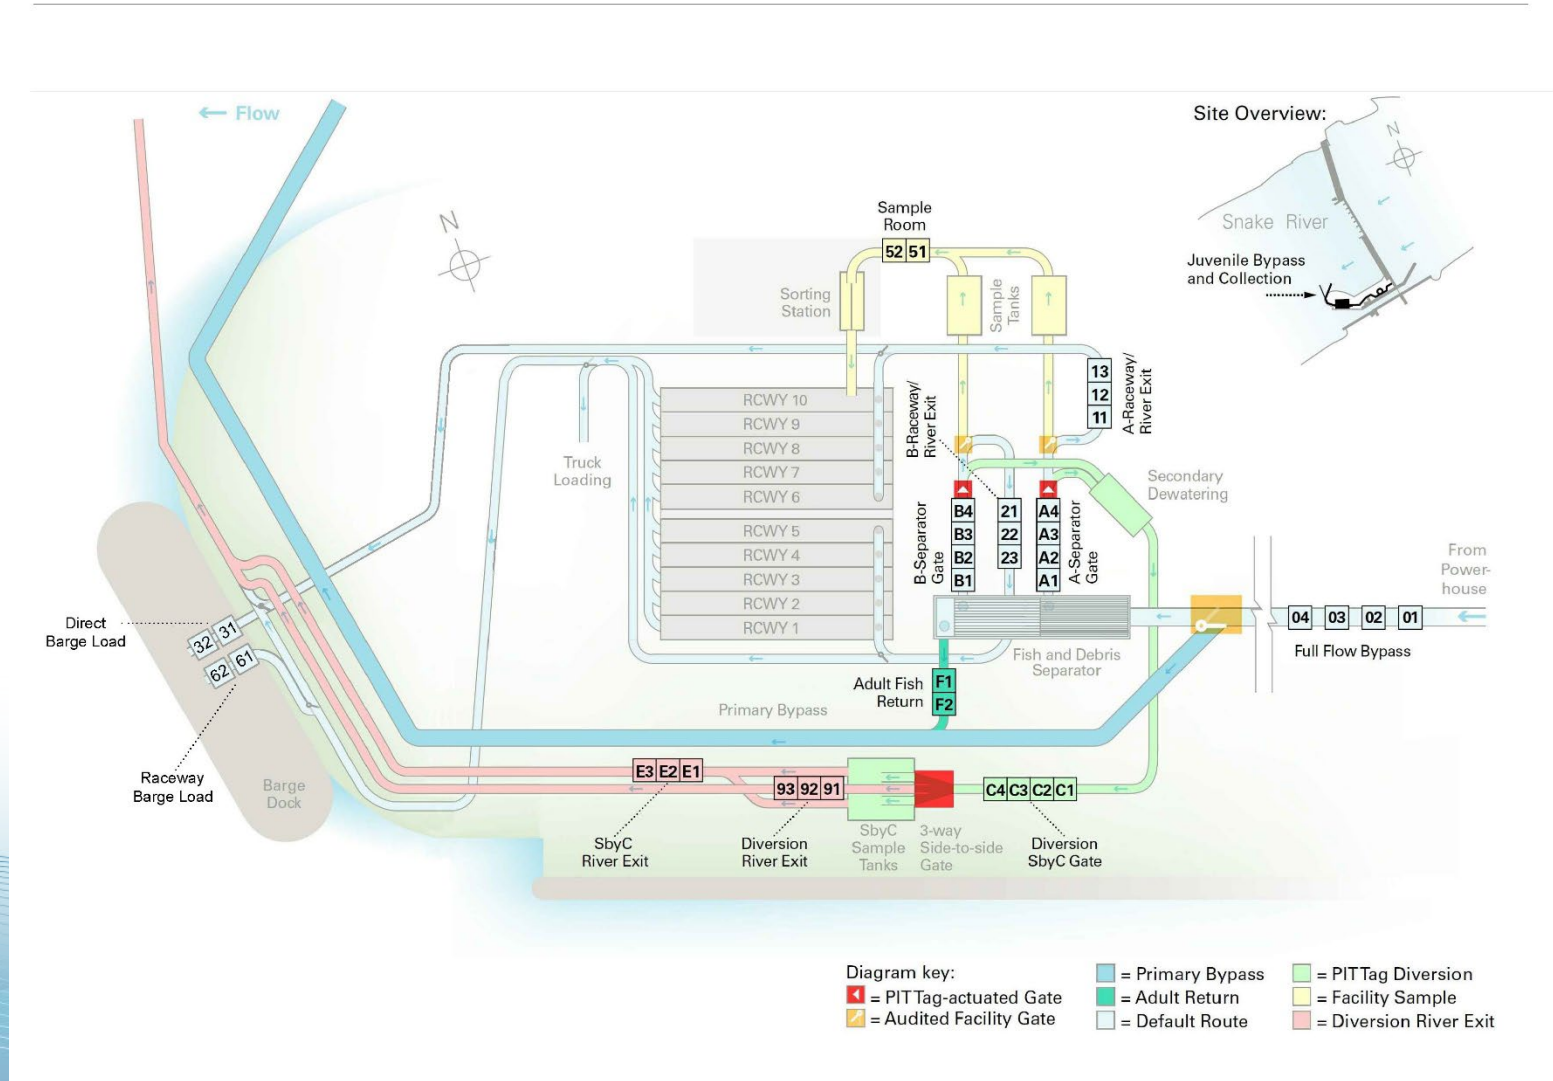 Flow
Site Overview:
N
Snake River
Juvenile Bypass
and Collection
N
Sample
Room
52 51
Sorting
Station
Sample
Tanks
13
12
11
A-Raceway/
River Exit
B-Raceway/
River Exit
RCWY 10
RCWY 9
RCWY 8
RCWY 7
RCWY 6
RCWY 5
RCWY 4
RCWY 3
RCWY 2
RCWY 1
Truck
Loading
Secondary
Dewatering
B4
B3
B2
B1
B-Separator
Gate
21
22
23
A4
A3
A2
A1
A-Separator
Gate
From
Power-
house
04 03 02 01
Full Flow Bypass
Fish and Debris
Separator
Direct
Barge Load
32 31
62 61
Adult Fish
Return
F1
F2
Primary Bypass
Raceway
Barge Load
Barge
Dock
E3 E2 E1
93 92 91
C4 C3 C2 C1
SbyC
River Exit
Diversion
River Exit
SbyC
Sample
Tanks
3-way
Side-to-side
Gate
Diversion
SbyC Gate
Diagram key:
= PITTag-actuated Gate
= Audited Facility Gate
= Primary Bypass
= Adult Return
= Default Route
= PITTag Diversion
= Facility Sample
= Diversion River Exit